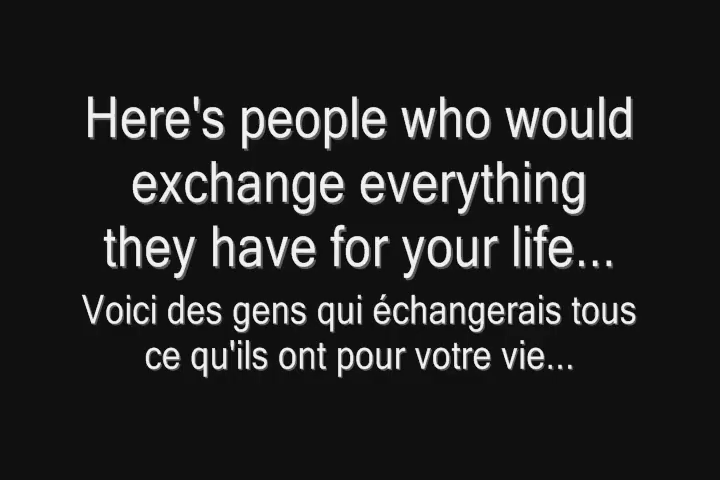 Here's people who would
exchange everything
they have for your life...
Voici des gens qui échangerais tous
ce qu'ils ont pour votre vie...